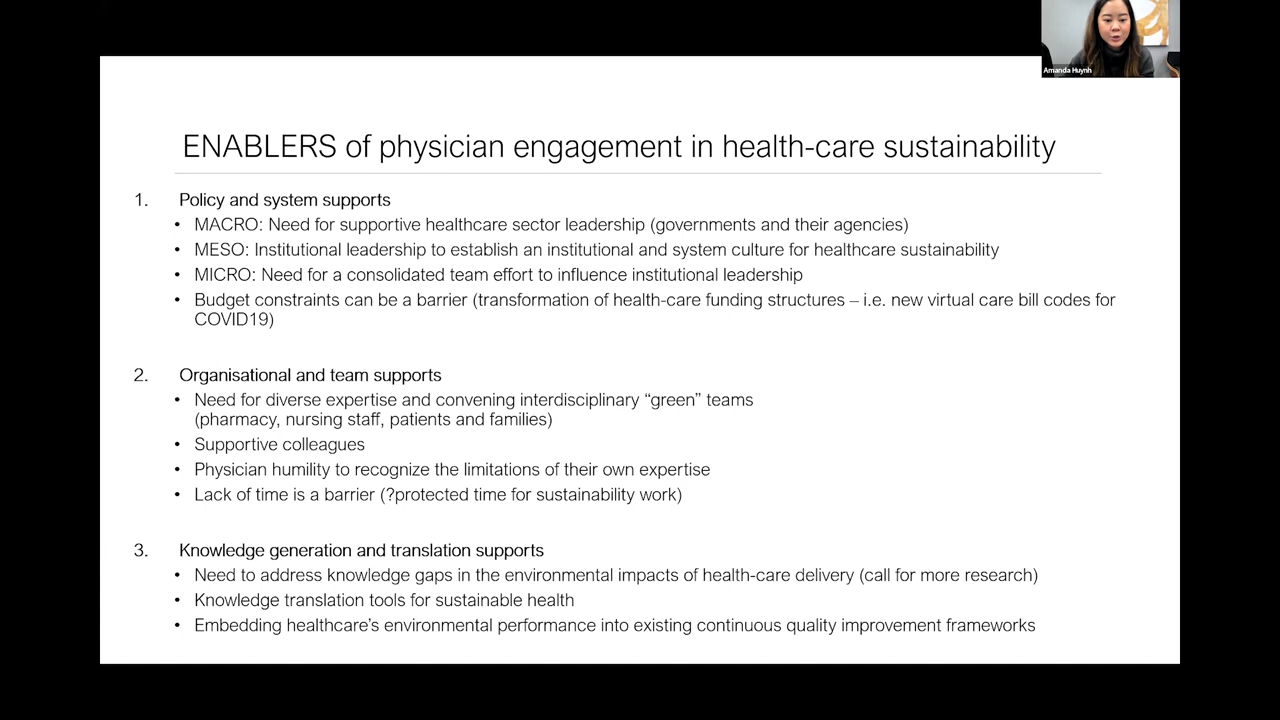 Amanda Huynh
ENABLERS of physician engagement in health-care sustainability
1. Policy and system supports
• MACRO: Need for supportive healthcare sector leadership (governments and their agencies)
• MESO: Institutional leadership to establish an institutional and system culture for healthcare sustainability
• MICRO: Need for a consolidated team effort to influence institutional leadership
• Budget constraints can be a barrier (transformation of health-care funding structures – i.e. new virtual care bill codes for
COVID19)
2. Organisational and team supports
• Need for diverse expertise and convening interdisciplinary “green” teams
(pharmacy, nursing staff, patients and families)
• Supportive colleagues
• Physician humility to recognize the limitations of their own expertise
• Lack of time is a barrier (?protected time for sustainability work)
3. Knowledge generation and translation supports
• Need to address knowledge gaps in the environmental impacts of health-care delivery (call for more research)
• Knowledge translation tools for sustainable health
• Embedding healthcare’s environmental performance into existing continuous quality improvement frameworks